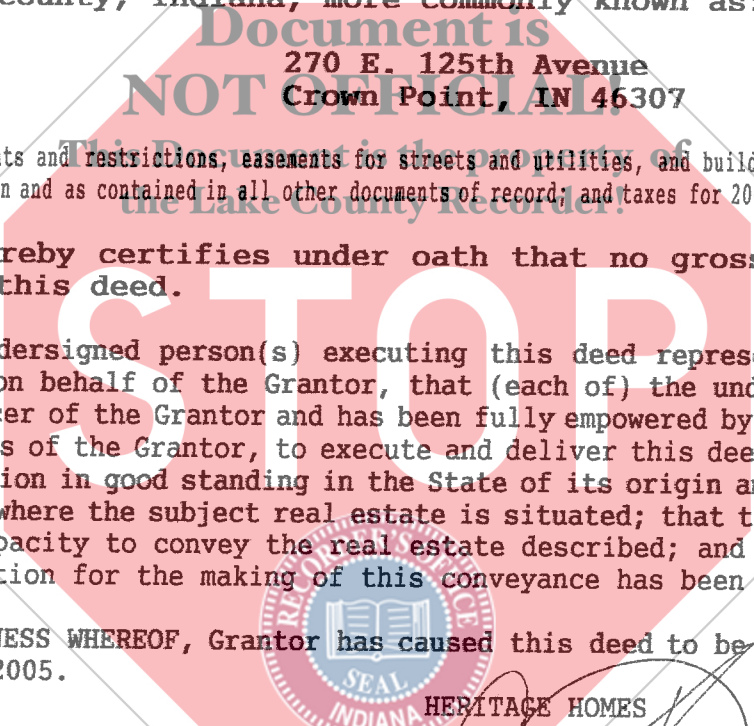 County, Indiana, more commonly known as:
Document is
270 E. 125th Avenue
NOT OFFICIAL!
Crown Point, IN 46307
This Document is the property of
ts and restrictions, easements for streets and utilities, and build
n and as contained in all other documents of record; and taxes for 20
the Lake County Recorder!
reby certifies under oath that no gross
this deed.
STOP
dersigned person(s) executing this deed repres
on behalf of the Grantor, that (each of) the und
cer of the Grantor and has been fully empowered by
s of the Grantor, to execute and deliver this dee
ion in good standing in the State of its origin a
where the subject real estate is situated; that t
pacity to convey the real estate described; and
tion for the making of this conveyance has been
RECORDER'S OFFICE
NESS WHEREOF, Grantor has caused this deed to be
2005.
SEAL
HERITAGE HOMES
INDIANA